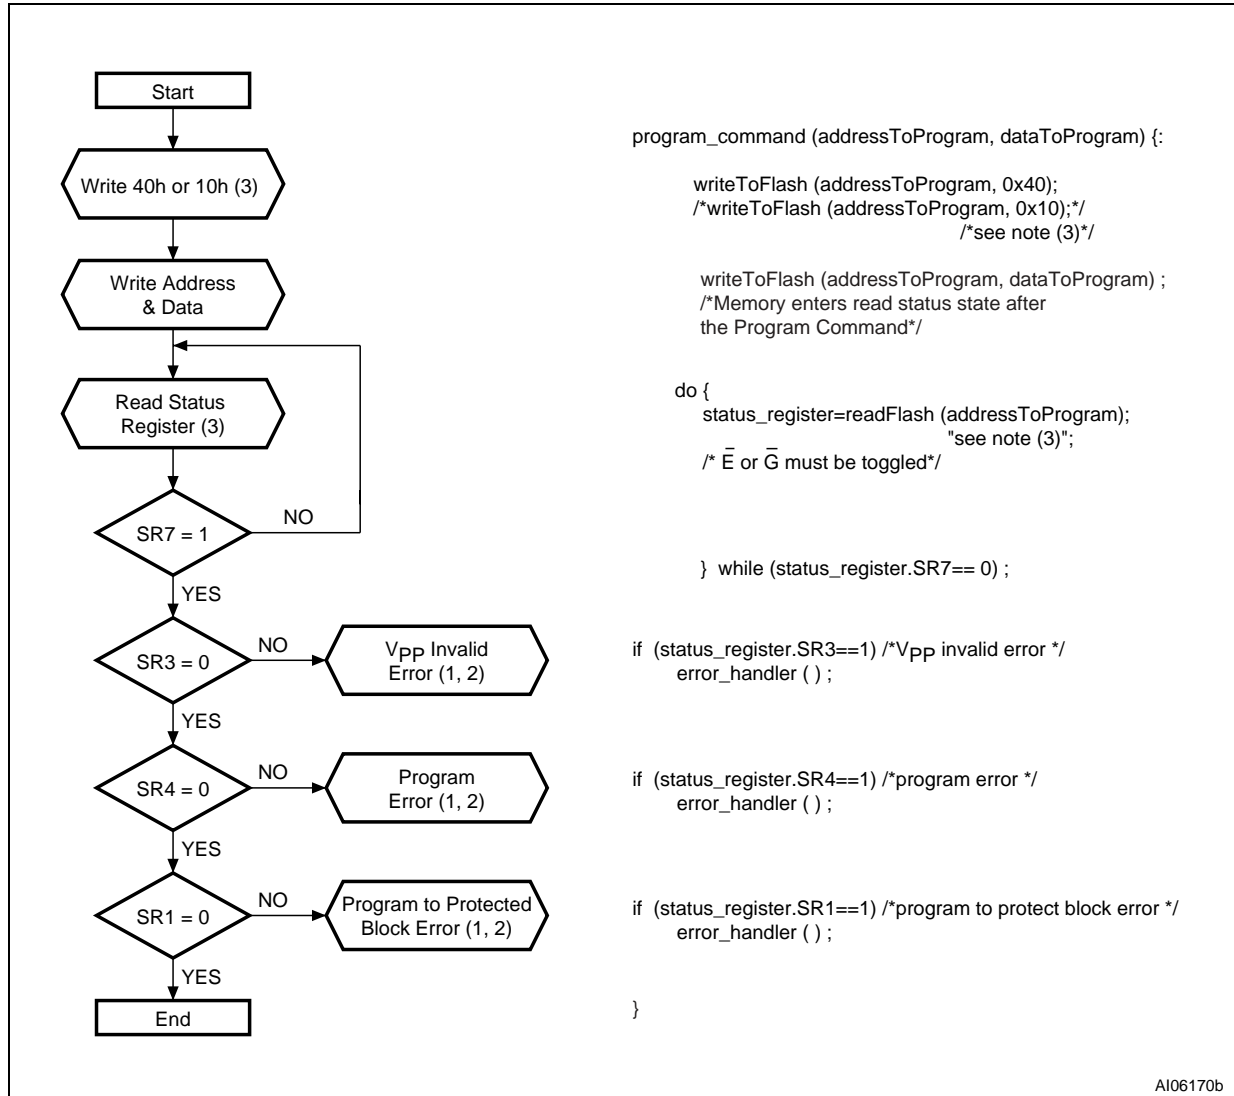 Start
Write 40h or 10h (3)
Write Address
& Data
Read Status
Register (3)
SR7 = 1
NO
YES
SR3 = 0
NO
VPP Invalid
Error (1, 2)
YES
SR4 = 0
NO
Program
Error (1, 2)
YES
SR1 = 0
NO
Program to Protected
Block Error (1, 2)
YES
End
program_command (addressToProgram, dataToProgram) {:
writeToFlash (addressToProgram, 0x40);
/*writeToFlash (addressToProgram, 0x10);*/
/*see note (3)*/
writeToFlash (addressToProgram, dataToProgram) ;
/*Memory enters read status state after
the Program Command*/
do {
status_register=readFlash (addressToProgram);
"see note (3)";
/* E̅ or G̅ must be toggled*/
} while (status_register.SR7== 0) ;
if (status_register.SR3==1) /*VPP invalid error */
error_handler ( ) ;
if (status_register.SR4==1) /*program error */
error_handler ( ) ;
if (status_register.SR1==1) /*program to protect block error */
error_handler ( ) ;
}
AI06170b